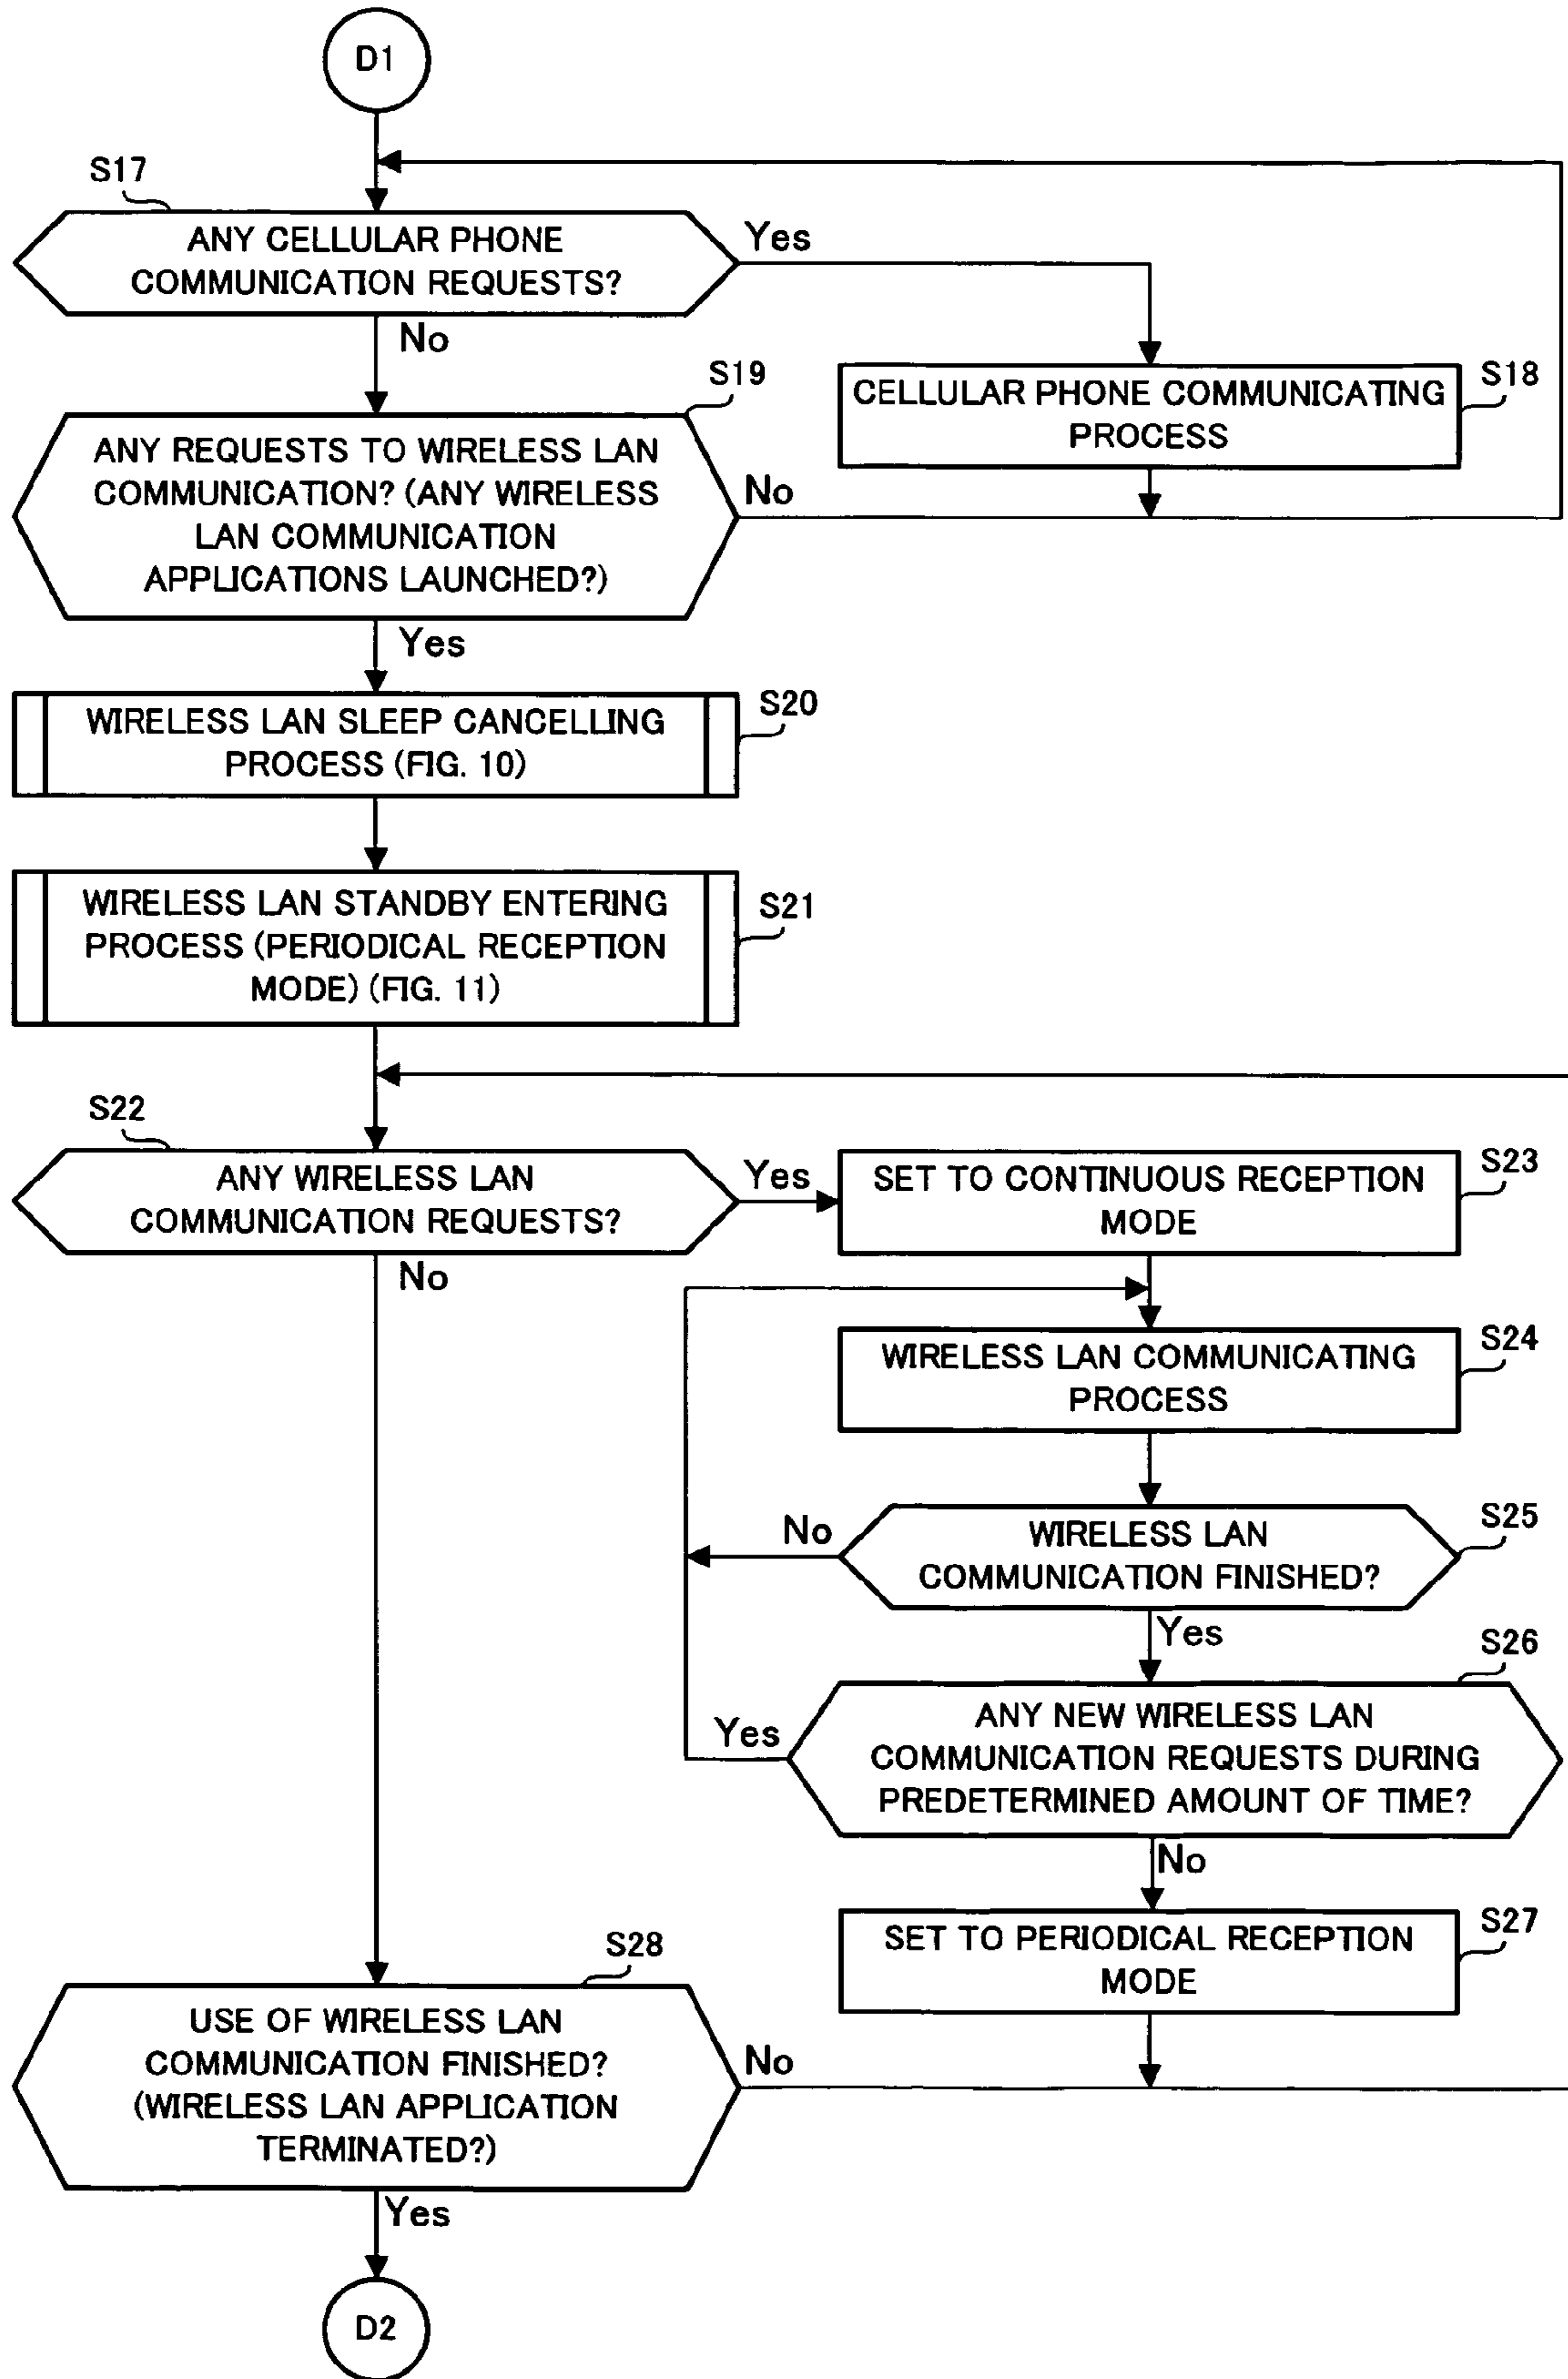 D1
S17
ANY CELLULAR PHONE
COMMUNICATION REQUESTS?
Yes
No
S18
CELLULAR PHONE COMMUNICATING
PROCESS
S19
ANY REQUESTS TO WIRELESS LAN
COMMUNICATION? (ANY WIRELESS
LAN COMMUNICATION
APPLICATIONS LAUNCHED?)
No
Yes
S20
WIRELESS LAN SLEEP CANCELLING
PROCESS (FIG. 10)
S21
WIRELESS LAN STANDBY ENTERING
PROCESS (PERIODICAL RECEPTION
MODE) (FIG. 11)
S22
ANY WIRELESS LAN
COMMUNICATION REQUESTS?
Yes
No
S23
SET TO CONTINUOUS RECEPTION
MODE
S24
WIRELESS LAN COMMUNICATING
PROCESS
S25
WIRELESS LAN
COMMUNICATION FINISHED?
No
Yes
S26
ANY NEW WIRELESS LAN
COMMUNICATION REQUESTS DURING
PREDETERMINED AMOUNT OF TIME?
Yes
No
S27
SET TO PERIODICAL RECEPTION
MODE
S28
USE OF WIRELESS LAN
COMMUNICATION FINISHED?
(WIRELESS LAN APPLICATION
TERMINATED?)
No
Yes
D2